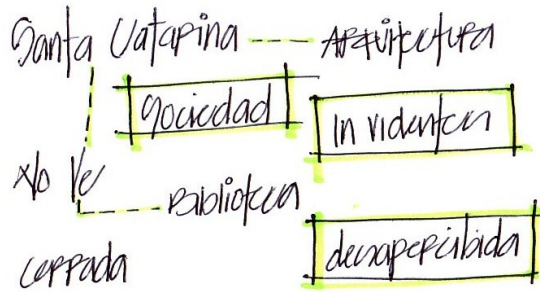 Santa Catarina Arquitectura
Sociedad
Invidentes
No Ve
Biblioteca
cerrada
desapercibida